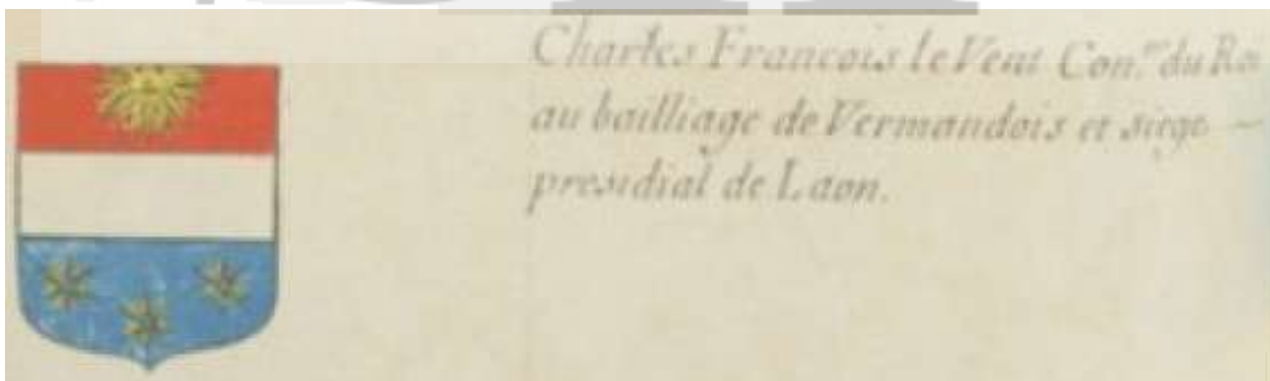 Charles Francois le Vent Con.er du Roi
au bailliage de Vermandois et siege
presidial de Laon.